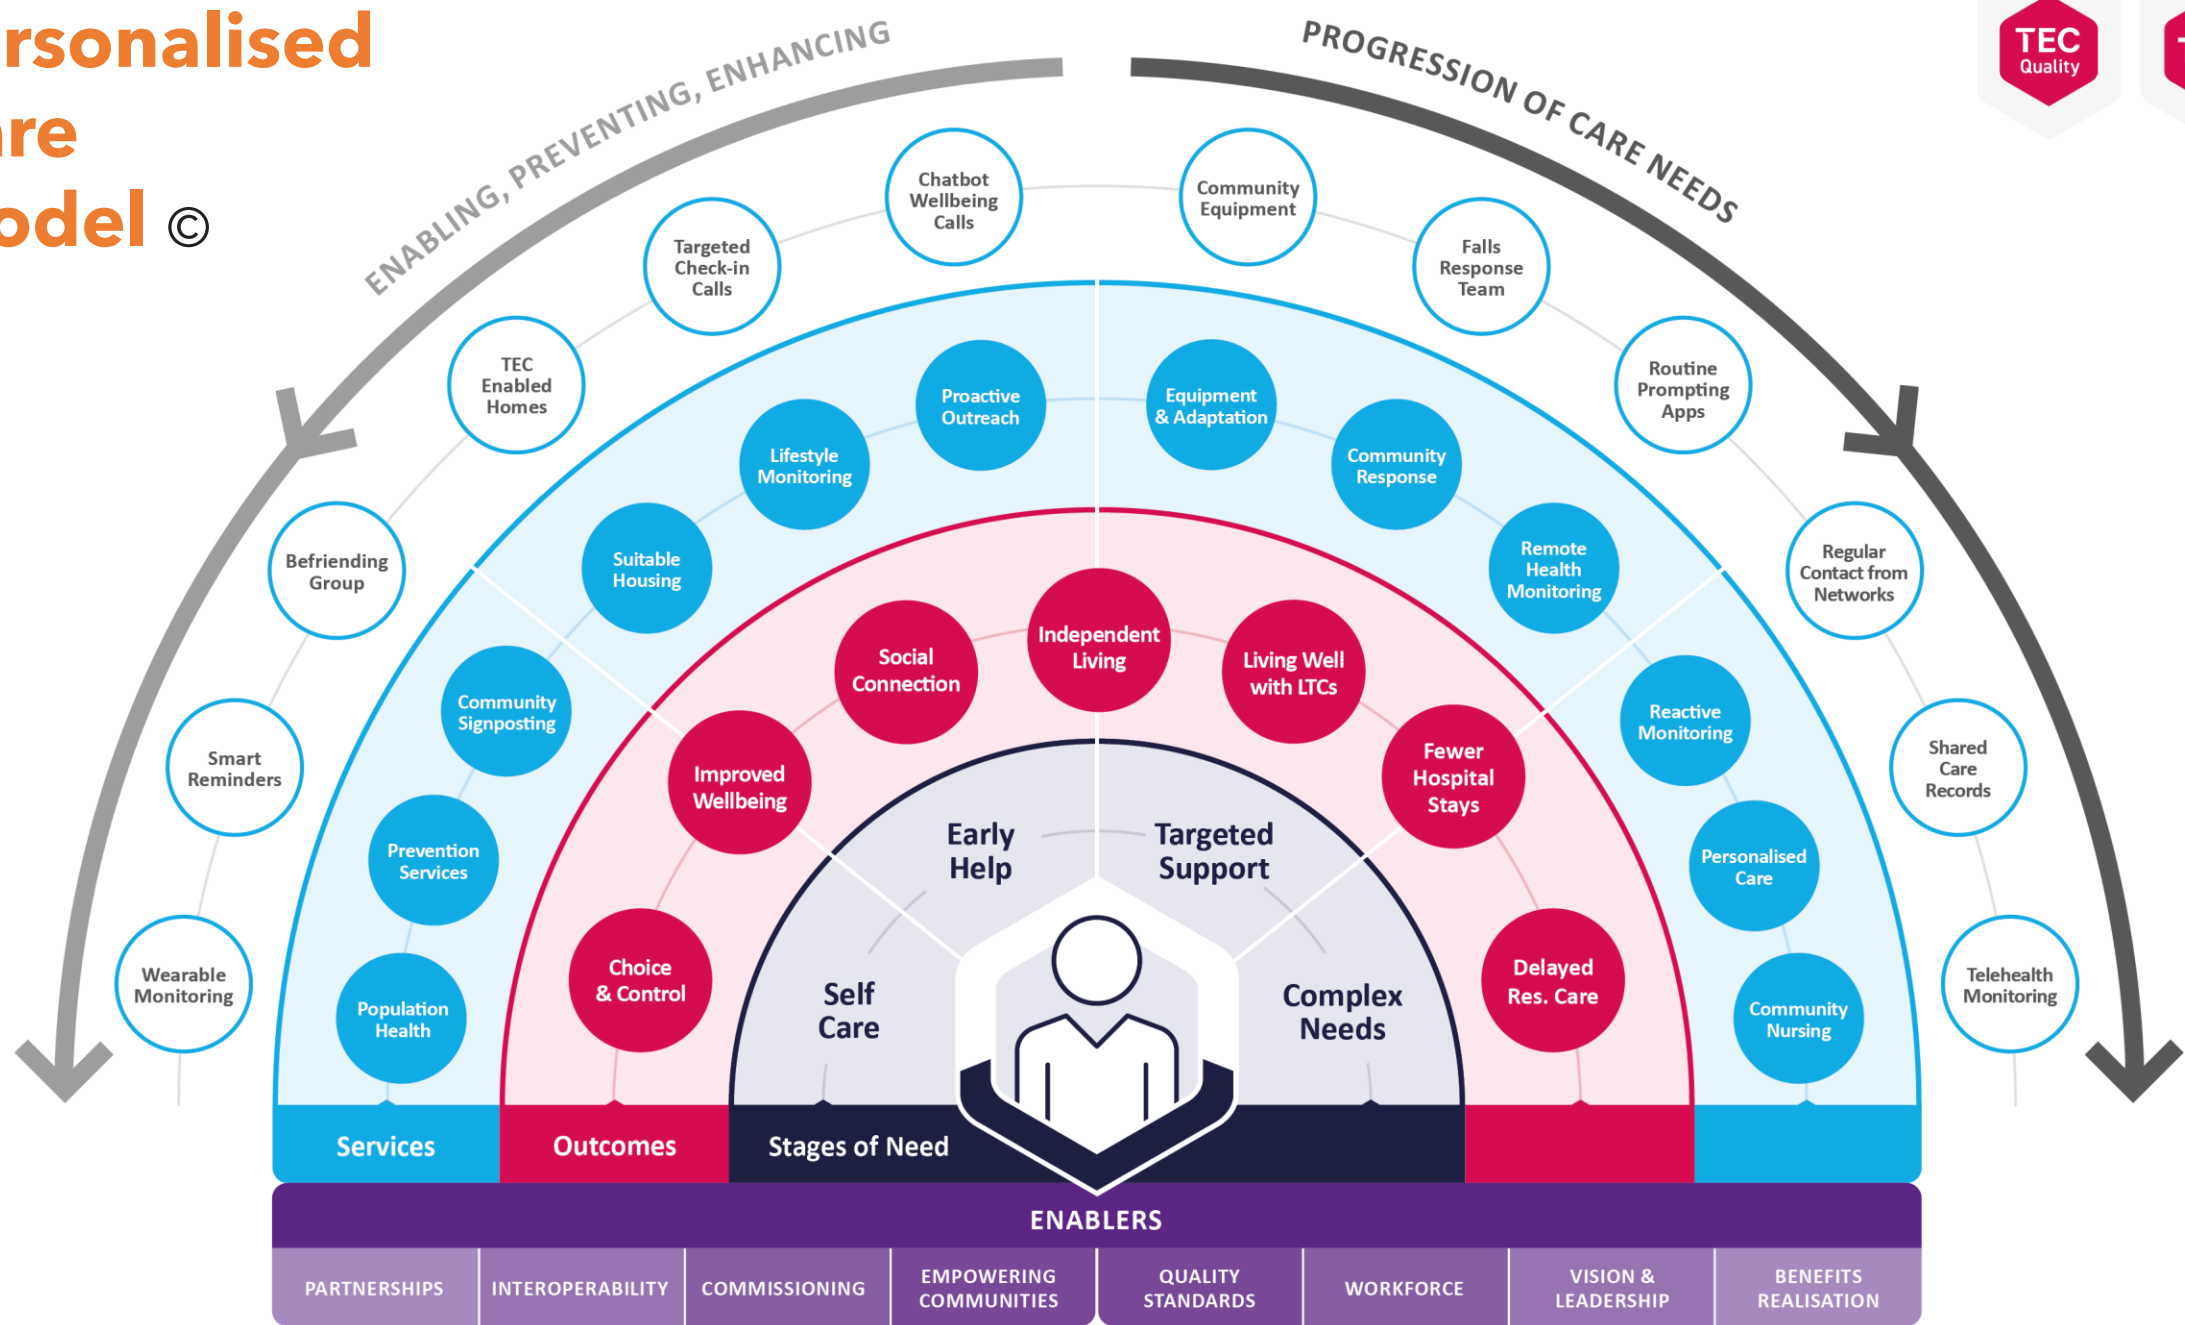 rsonalised
are
odel ©
TEC
Quality
ENABLING, PREVENTING, ENHANCING
PROGRESSION OF CARE NEEDS
Chatbot
Wellbeing
Calls
Community
Equipment
Targeted
Check-in
Calls
Falls
Response
Team
TEC
Enabled
Homes
Routine
Prompting
Apps
Befriending
Group
Regular
Contact from
Networks
Smart
Reminders
Shared
Care
Records
Wearable
Monitoring
Telehealth
Monitoring
Proactive
Outreach
Equipment
& Adaptation
Lifestyle
Monitoring
Community
Response
Suitable
Housing
Remote
Health
Monitoring
Community
Signposting
Reactive
Monitoring
Prevention
Services
Personalised
Care
Population
Health
Community
Nursing
Independent
Living
Social
Connection
Living Well
with LTCs
Improved
Wellbeing
Fewer
Hospital
Stays
Choice
& Control
Delayed
Res. Care
Early
Help
Targeted
Support
Self
Care
Complex
Needs
Services
Outcomes
Stages of Need
ENABLERS
PARTNERSHIPS
INTEROPERABILITY
COMMISSIONING
EMPOWERING
COMMUNITIES
QUALITY
STANDARDS
WORKFORCE
VISION &
LEADERSHIP
BENEFITS
REALISATION